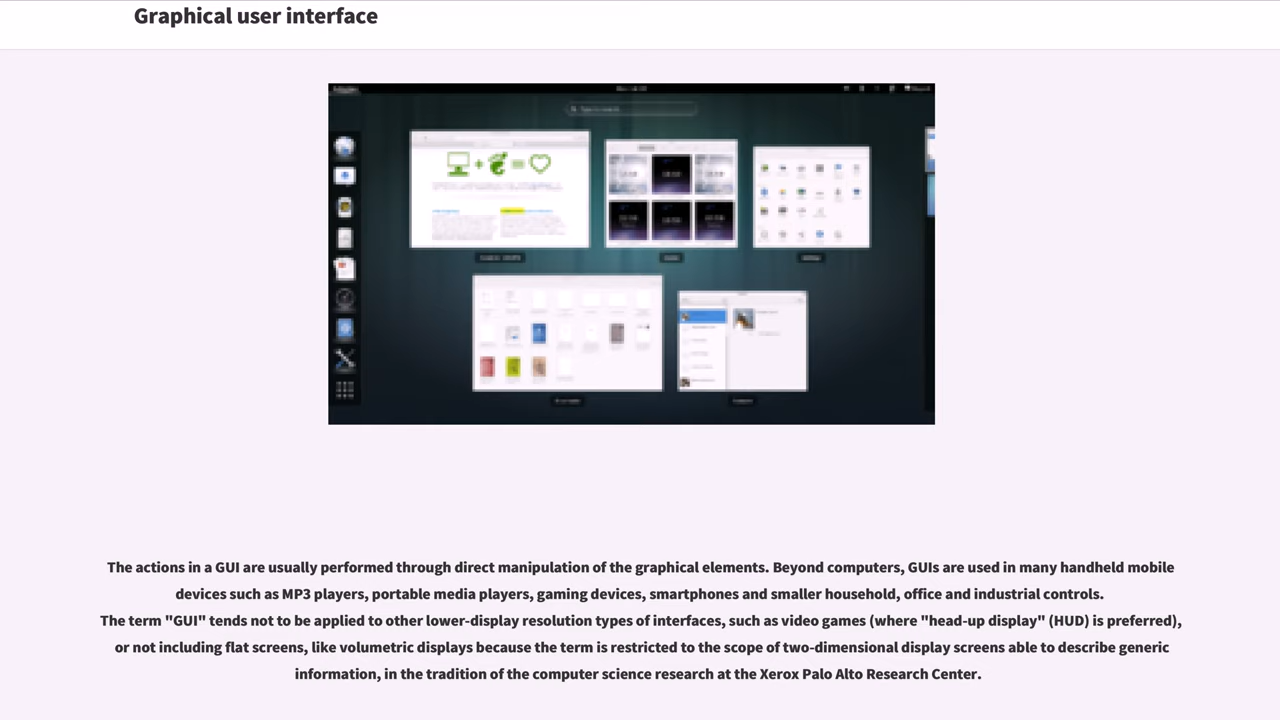 Graphical user interface
The actions in a GUI are usually performed through direct manipulation of the graphical elements. Beyond computers, GUIs are used in many handheld mobile
devices such as MP3 players, portable media players, gaming devices, smartphones and smaller household, office and industrial controls.
The term "GUI" tends not to be applied to other lower-display resolution types of interfaces, such as video games (where "head-up display" (HUD) is preferred),
or not including flat screens, like volumetric displays because the term is restricted to the scope of two-dimensional display screens able to describe generic
information, in the tradition of the computer science research at the Xerox Palo Alto Research Center.